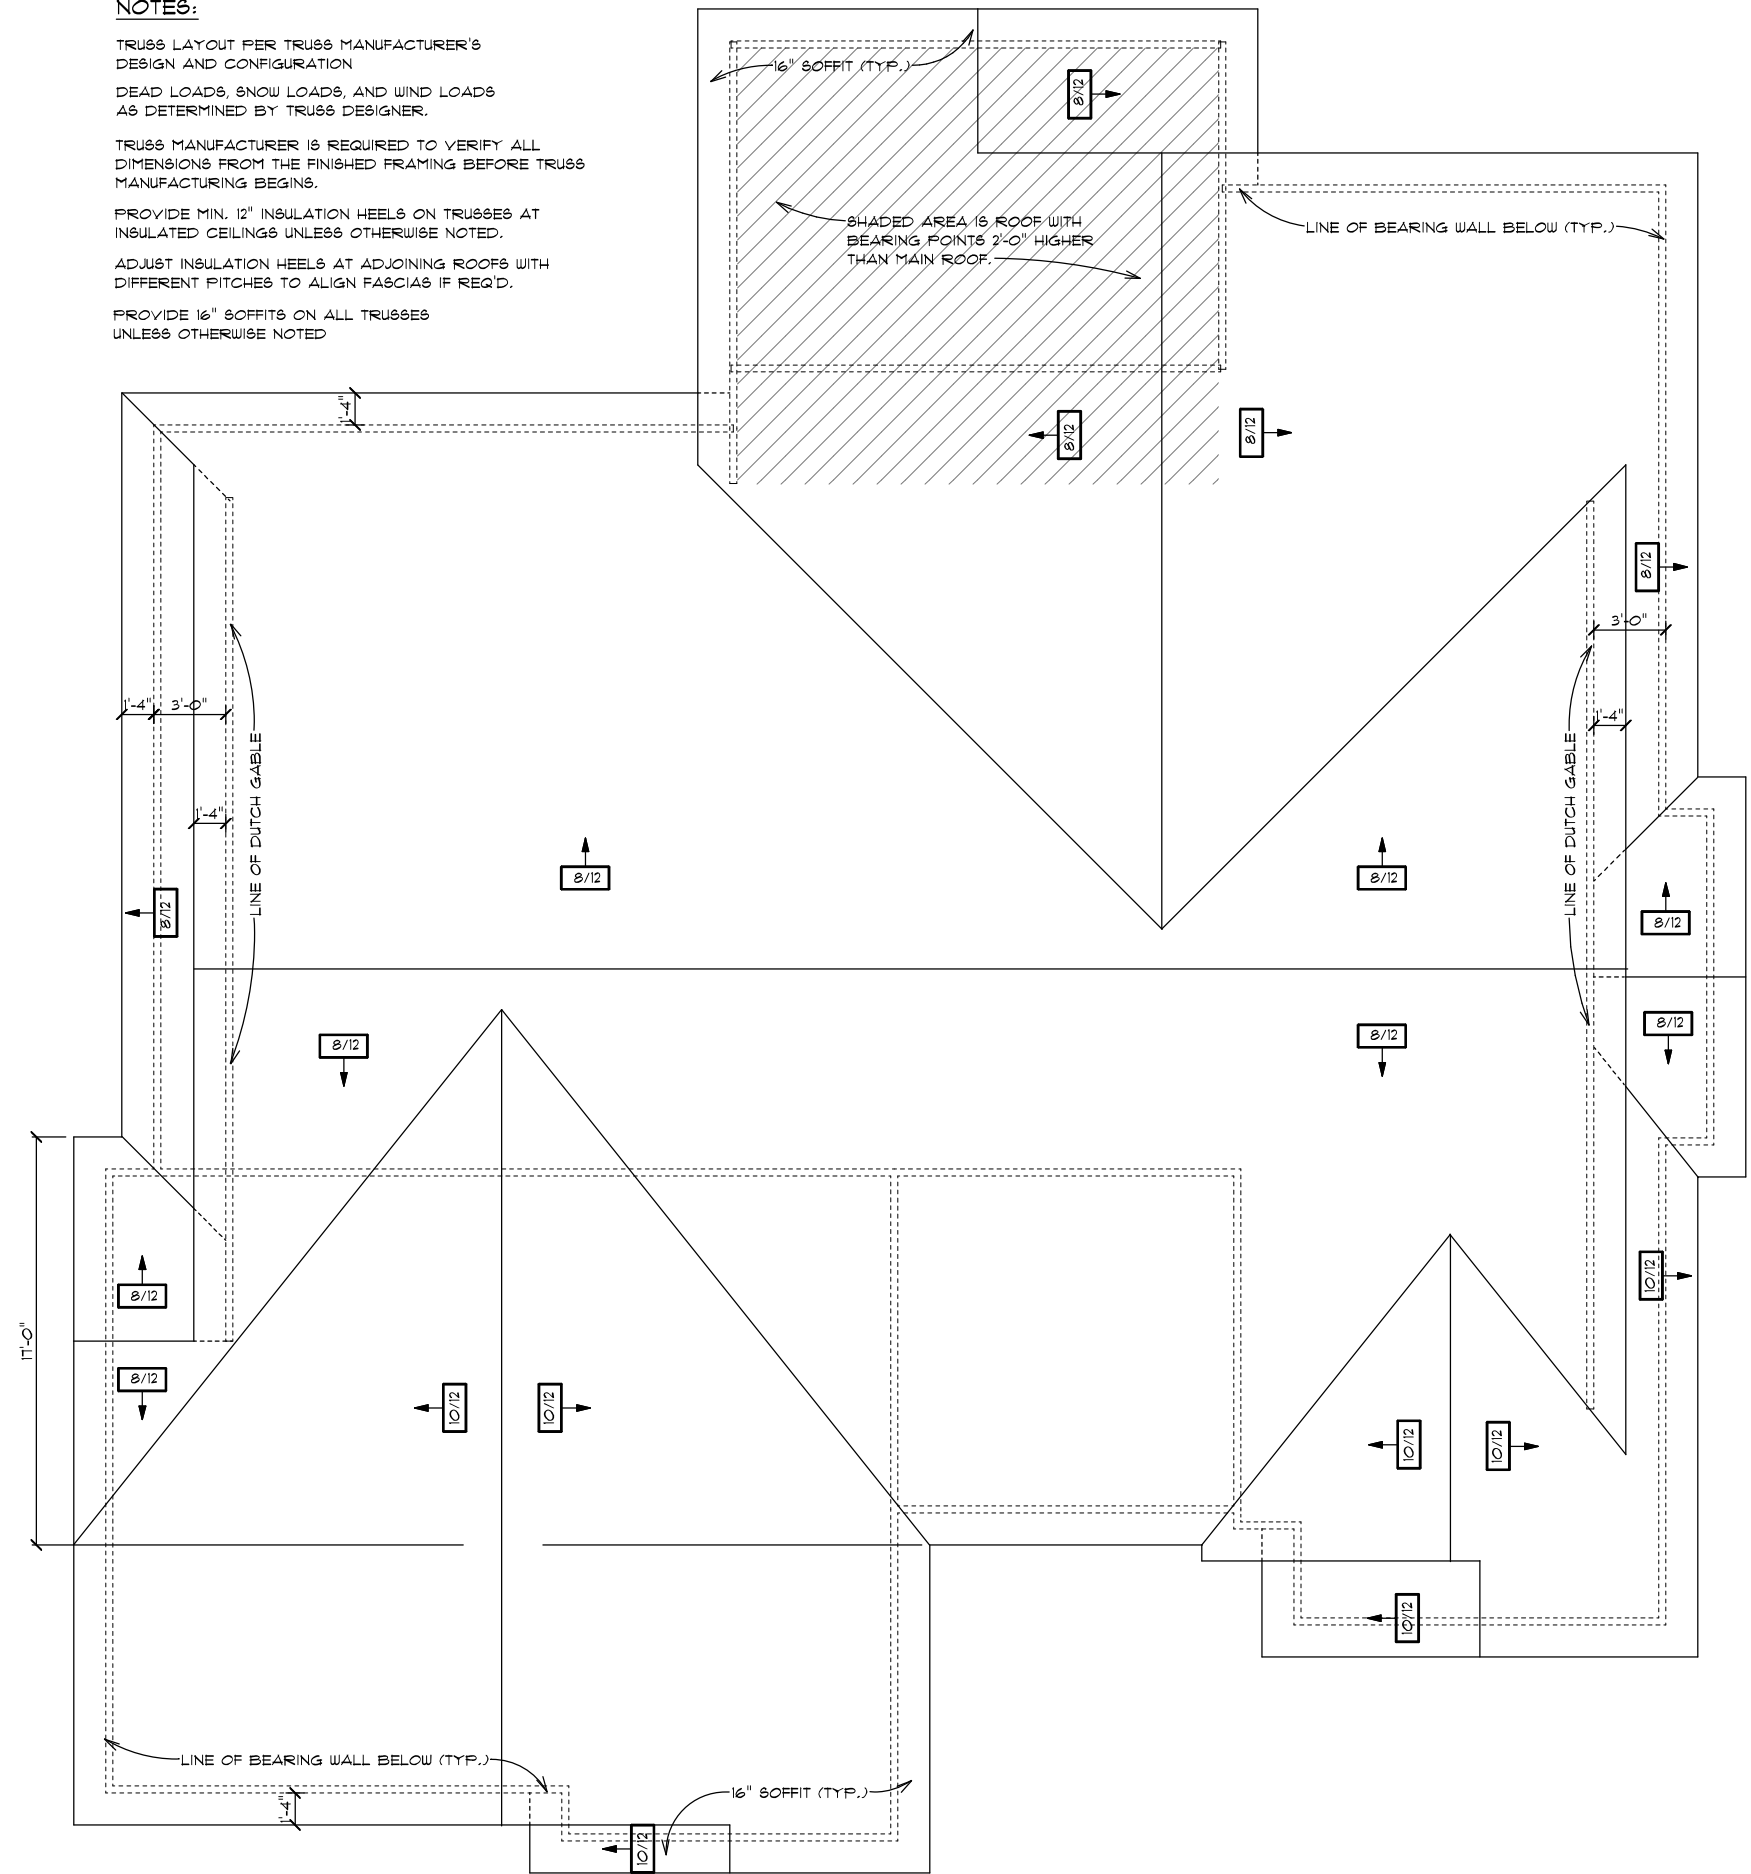 NOTES:
TRUSS LAYOUT PER TRUSS MANUFACTURER'S
DESIGN AND CONFIGURATION
DEAD LOADS, SNOW LOADS, AND WIND LOADS
AS DETERMINED BY TRUSS DESIGNER.
TRUSS MANUFACTURER IS REQUIRED TO VERIFY ALL
DIMENSIONS FROM THE FINISHED FRAMING BEFORE TRUSS
MANUFACTURING BEGINS.
PROVIDE MIN. 12" INSULATION HEELS ON TRUSSES AT
INSULATED CEILINGS UNLESS OTHERWISE NOTED.
ADJUST INSULATION HEELS AT ADJOINING ROOFS WITH
DIFFERENT PITCHES TO ALIGN FASCIAS IF REQ'D.
PROVIDE 16" SOFFITS ON ALL TRUSSES
UNLESS OTHERWISE NOTED
16" SOFFIT (TYP.)
8/12
SHADED AREA IS ROOF WITH
BEARING POINTS 2'-0" HIGHER
THAN MAIN ROOF.
LINE OF BEARING WALL BELOW (TYP.)
1'-4"
8/12
8/12
8/12
3'-0"
1'-4"
3'-0"
1'-4"
1'-4"
LINE OF DUTCH GABLE
LINE OF DUTCH GABLE
8/12
8/12
8/12
8/12
8/12
8/12
8/12
8/12
10/12
17'-0"
8/12
8/12
10/12
10/12
10/12
10/12
10/12
LINE OF BEARING WALL BELOW (TYP.)
16" SOFFIT (TYP.)
1'-4"
10/12